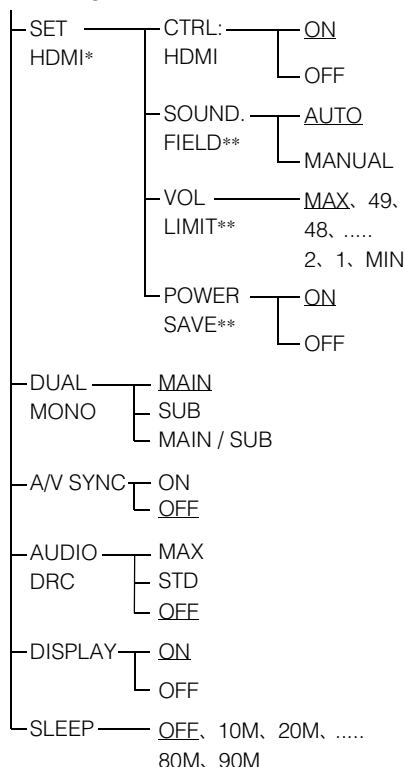 SET
HDMI*
CTRL:
HDMI
ON
OFF
SOUND.
FIELD**
AUTO
MANUAL
VOL
LIMIT**
MAX、49、
48、.....
2、1、MIN
POWER
SAVE**
ON
OFF
DUAL
MONO
MAIN
SUB
MAIN / SUB
A/V SYNC
ON
OFF
AUDIO
DRC
MAX
STD
OFF
DISPLAY
ON
OFF
SLEEP
OFF、10M、20M、.....
80M、90M